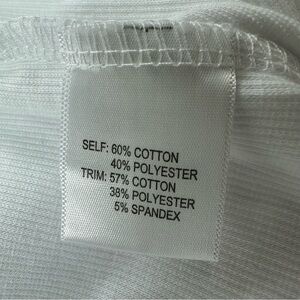 SELF: 60% COTTON
40% POLYESTER
TRIM: 57% COTTON
38% POLYESTER
5% SPANDEX